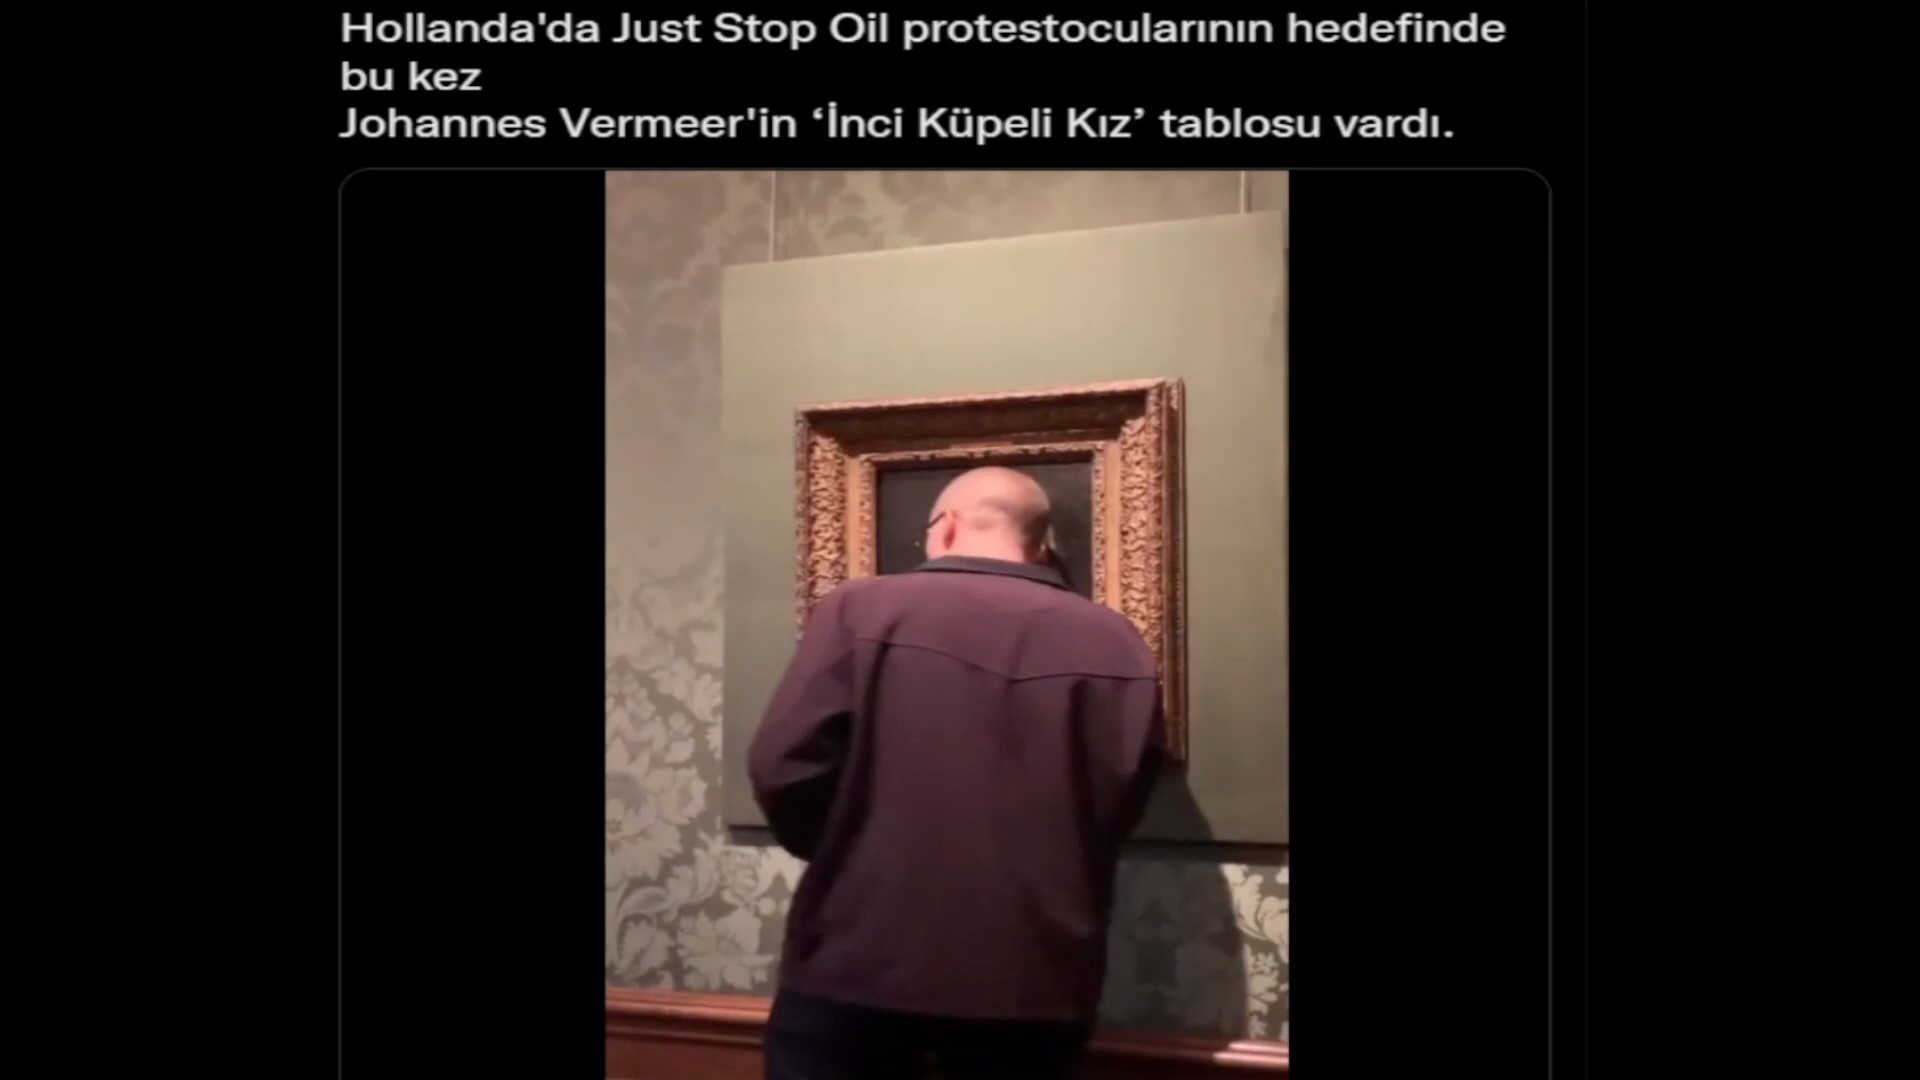 Hollanda'da Just Stop Oil protestocularının hedefinde
bu kez
Johannes Vermeer'in ‘İnci Küpeli Kız’ tablosu vardı.